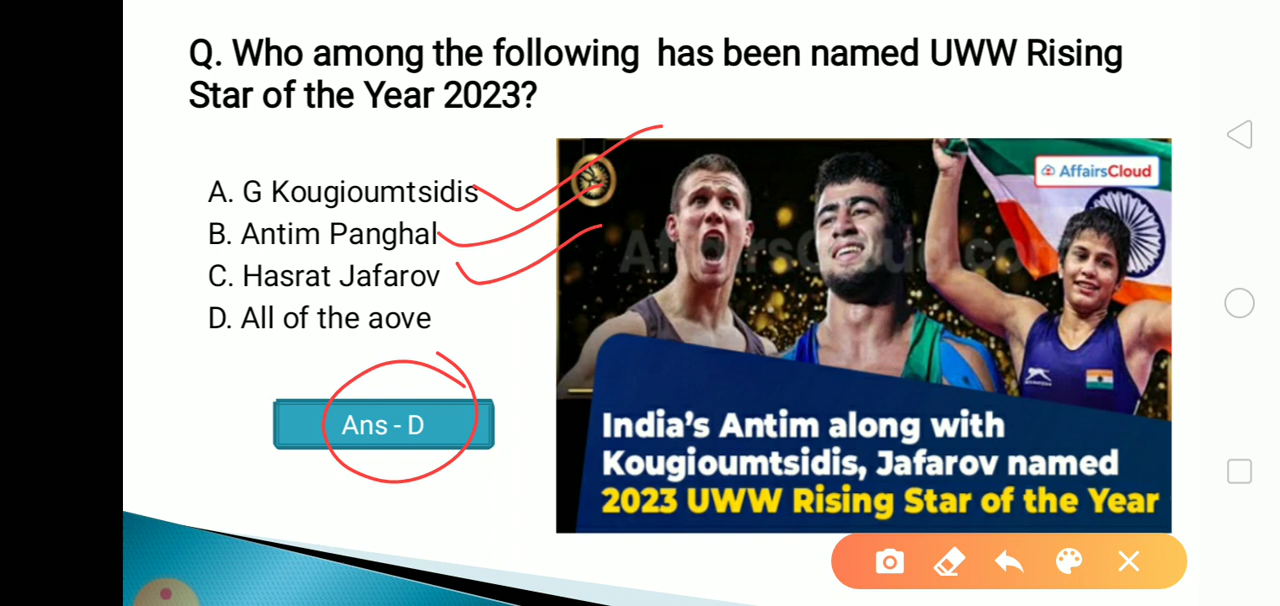 Q. Who among the following has been named UWW Rising
Star of the Year 2023?
A. G Kougioumtsidis
B. Antim Panghal
C. Hasrat Jafarov
D. All of the aove
Ans - D
AffairsCloud
AffairsCloud.com
India's Antim along with
Kougioumtsidis, Jafarov named
2023 UWW Rising Star of the Year